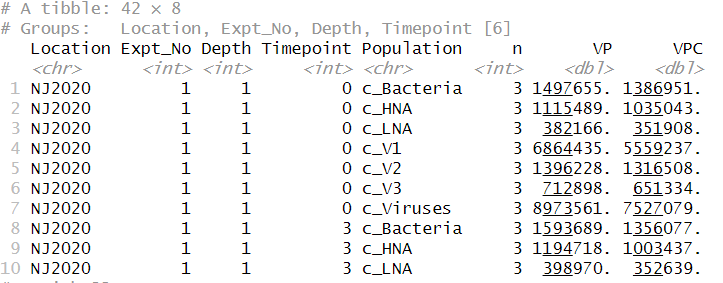 # A tibble: 42 × 8
# Groups: Location, Expt_No, Depth, Timepoint [6]
Location Expt_No Depth Timepoint Population n VP VPC
<chr> <int> <int> <int> <chr> <int> <dbl> <dbl>
1 NJ2020 1 1 0 c_Bacteria 3 1497655. 1386951.
2 NJ2020 1 1 0 c_HNA 3 1115489. 1035043.
3 NJ2020 1 1 0 c_LNA 3 382166. 351908.
4 NJ2020 1 1 0 c_V1 3 6864435. 5559237.
5 NJ2020 1 1 0 c_V2 3 1396228. 1316508.
6 NJ2020 1 1 0 c_V3 3 712898. 651334.
7 NJ2020 1 1 0 c_Viruses 3 8973561. 7527079.
8 NJ2020 1 1 3 c_Bacteria 3 1593689. 1356077.
9 NJ2020 1 1 3 c_HNA 3 1194718. 1003437.
10 NJ2020 1 1 3 c_LNA 3 398970. 352639.